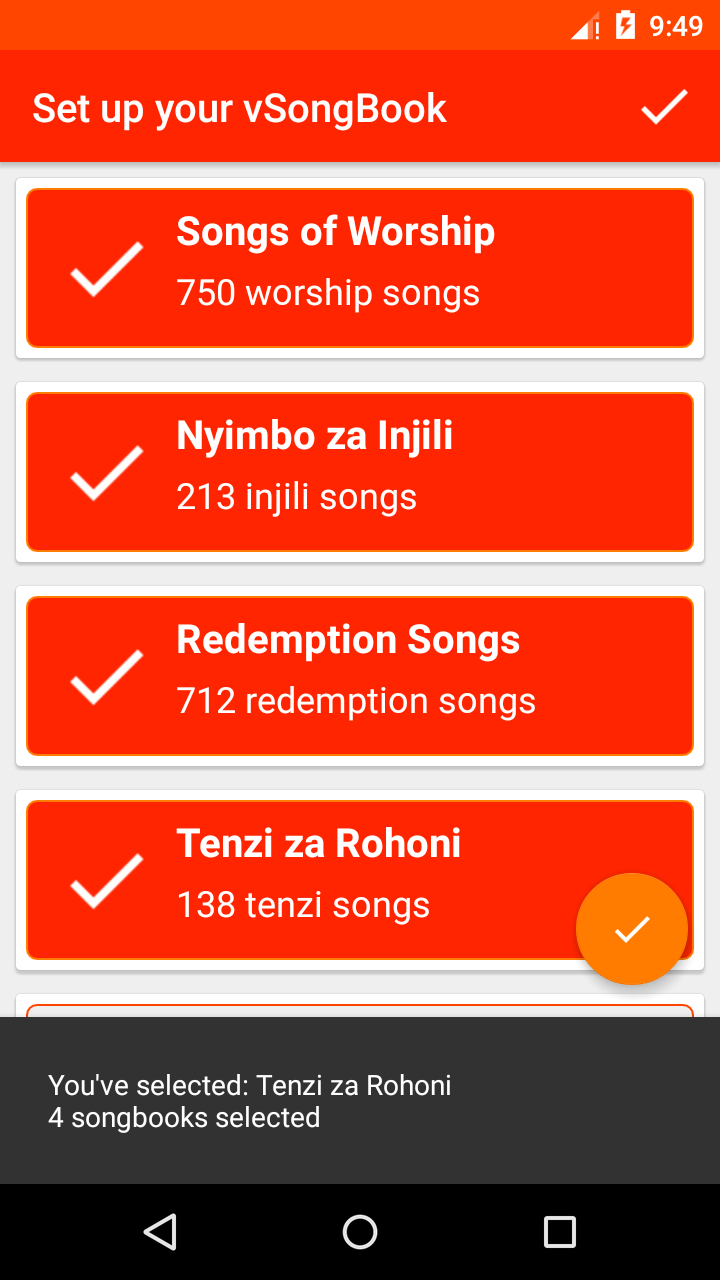 9:49
Set up your vSongBook
Songs of Worship
750 worship songs
Nyimbo za Injili
213 injili songs
Redemption Songs
712 redemption songs
Tenzi za Rohoni
138 tenzi songs
You've selected: Tenzi za Rohoni
4 songbooks selected